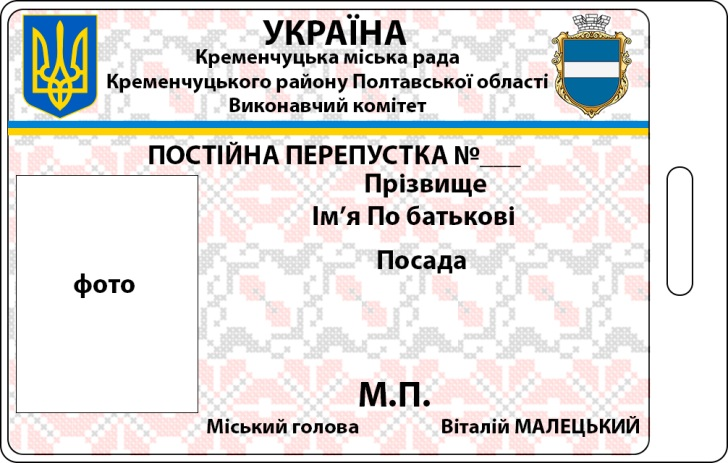 УКРАЇНА
Кременчуцька міська рада
Кременчуцького району Полтавської області
Виконавчий комітет
ПОСТІЙНА ПЕРЕПУСТКА №___
Прізвище
Ім’я По батькові
Посада
фото
М.П.
Міський голова Віталій МАЛЕЦЬКИЙ